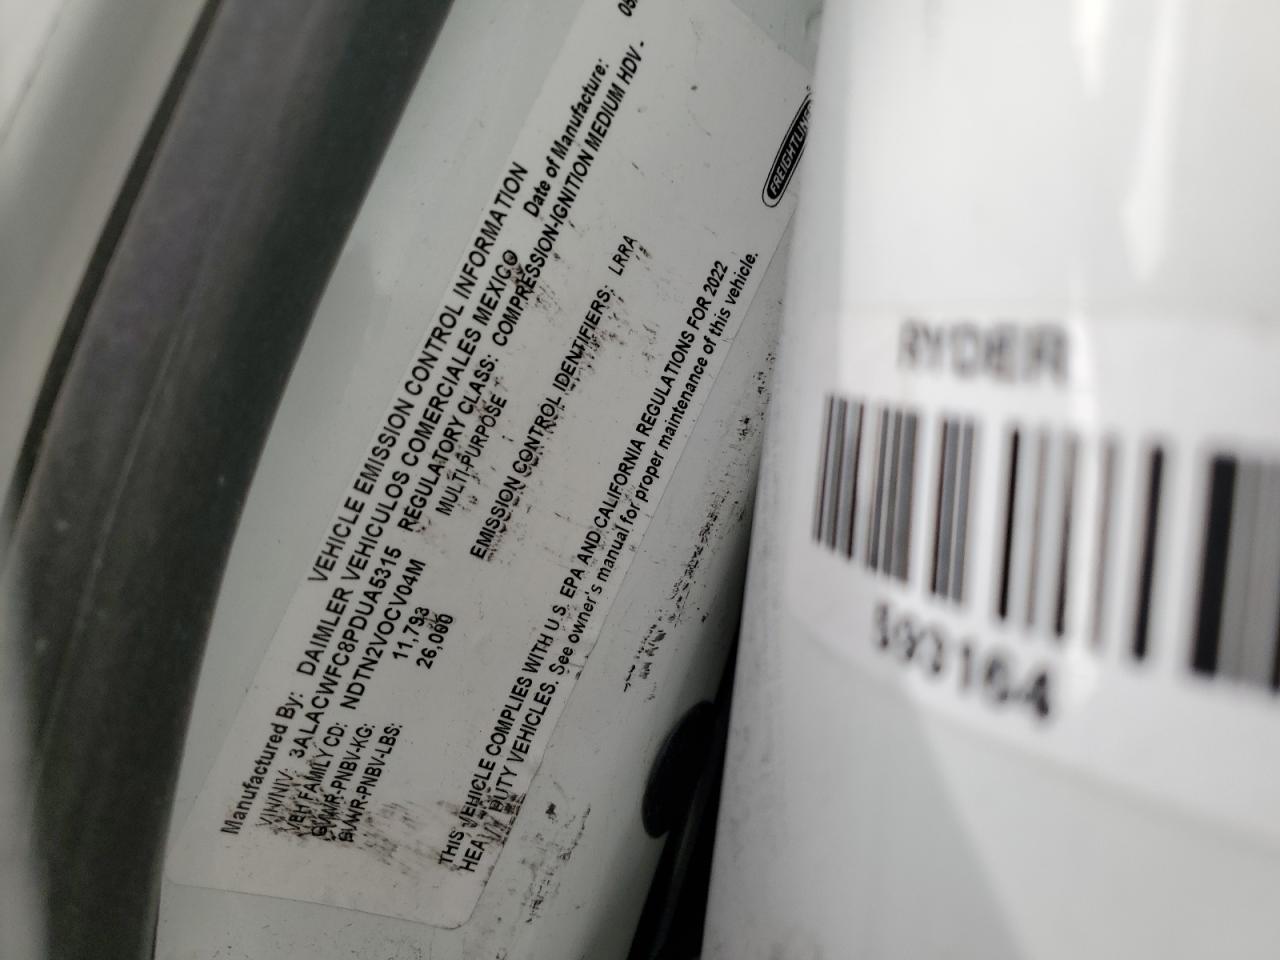 VEHICLE EMISSION CONTROL INFORMATION
Manufactured By: DAIMLER VEHICULOS COMERCIALES MEXICO Date of Manufacture:
VIN/NIV: 3ALACWFC8PDUA5315 REGULATORY CLASS: COMPRESSION-IGNITION MEDIUM HDV -
VEH FAMILY CD: NDTN2VOCV04M MULTI-PURPOSE
GVWR-PNBV-KG: 11,793
GVWR-PNBV-LBS: 26,000
EMISSION CONTROL IDENTIFIERS: LRRA
THIS VEHICLE COMPLIES WITH U.S. EPA AND CALIFORNIA REGULATIONS FOR 2022
HEAVY DUTY VEHICLES. See owner's manual for proper maintenance of this vehicle.
FREIGHTLINER
RYDER
593164